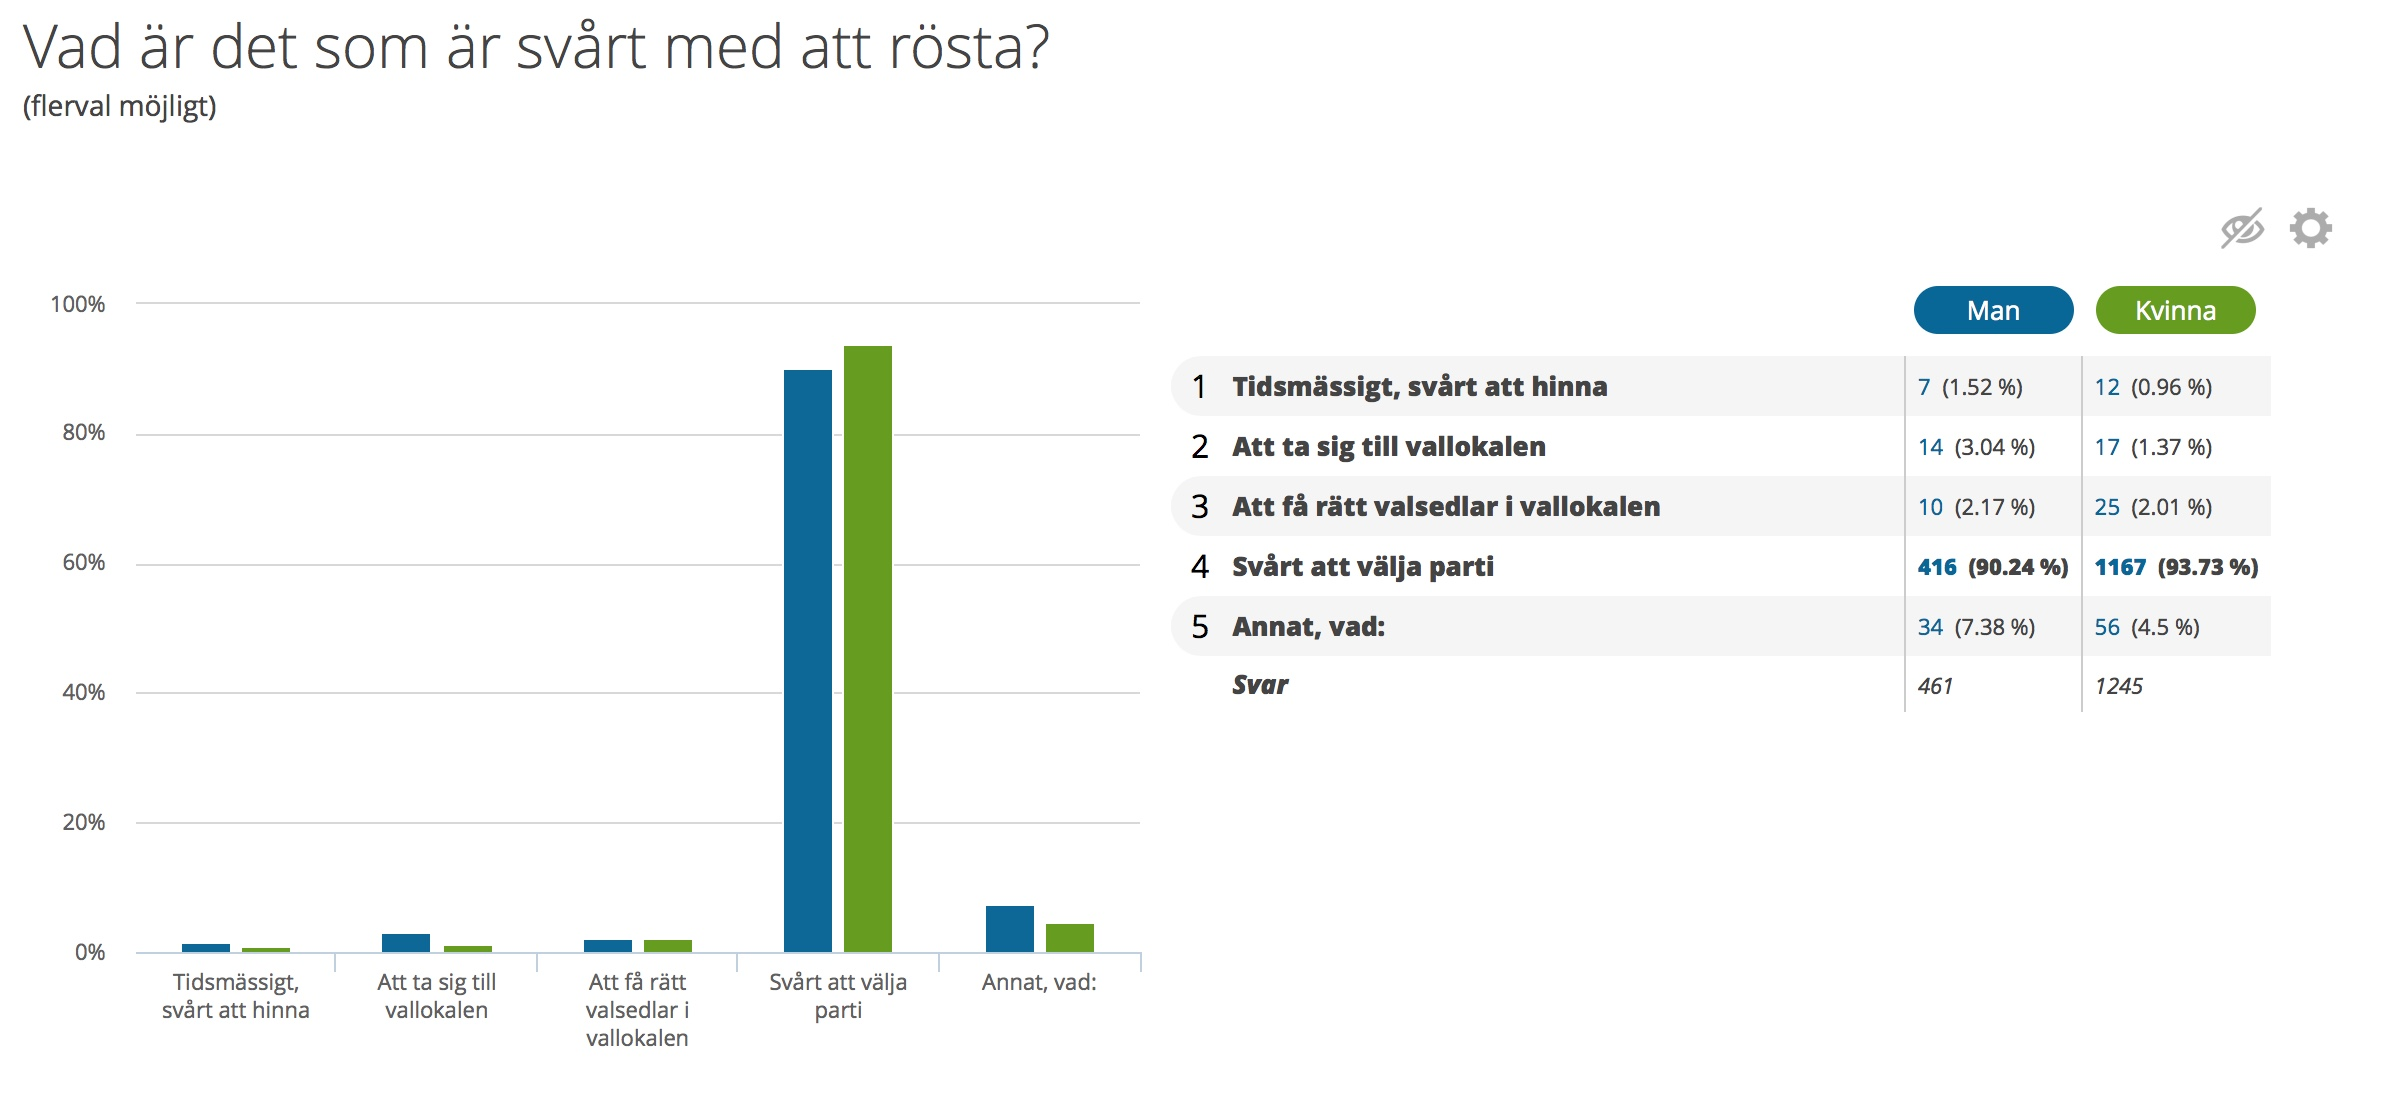 Vad är det som är svårt med att rösta?
(flerval möjligt)
100%
80%
60%
40%
20%
0%
Tidsmässigt,
svårt att hinna
Att ta sig till
vallokalen
Att få rätt
valsedlar i
vallokalen
Svårt att välja
parti
Annat, vad:
Man Kvinna
1 Tidsmässigt, svårt att hinna 7 (1.52 %) 12 (0.96 %)
2 Att ta sig till vallokalen 14 (3.04 %) 17 (1.37 %)
3 Att få rätt valsedlar i vallokalen 10 (2.17 %) 25 (2.01 %)
4 Svårt att välja parti 416 (90.24 %) 1167 (93.73 %)
5 Annat, vad: 34 (7.38 %) 56 (4.5 %)
Svar 461 1245